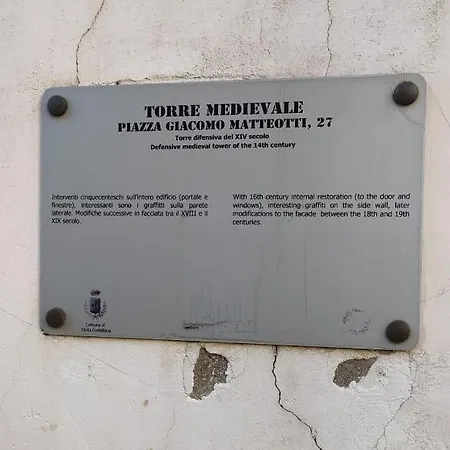 TORRE MEDIEVALE
PIAZZA GIACOMO MATTEOTTI, 27
Torre difensiva del XIV secolo
Defensive medieval tower of the 14th century
Interventi cinquecenteschi sull'intero edificio (portale e
finestre), interessanti sono i graffiti sulla parete
laterale. Modifiche successive in facciata tra il XVIII e il
XIX secolo.
With 16th century internal restoration (to the door and
windows), interesting graffiti on the side wall, later
modifications to the facade between the 18th and 19th
centuries.
Comune di
Civita Castellana